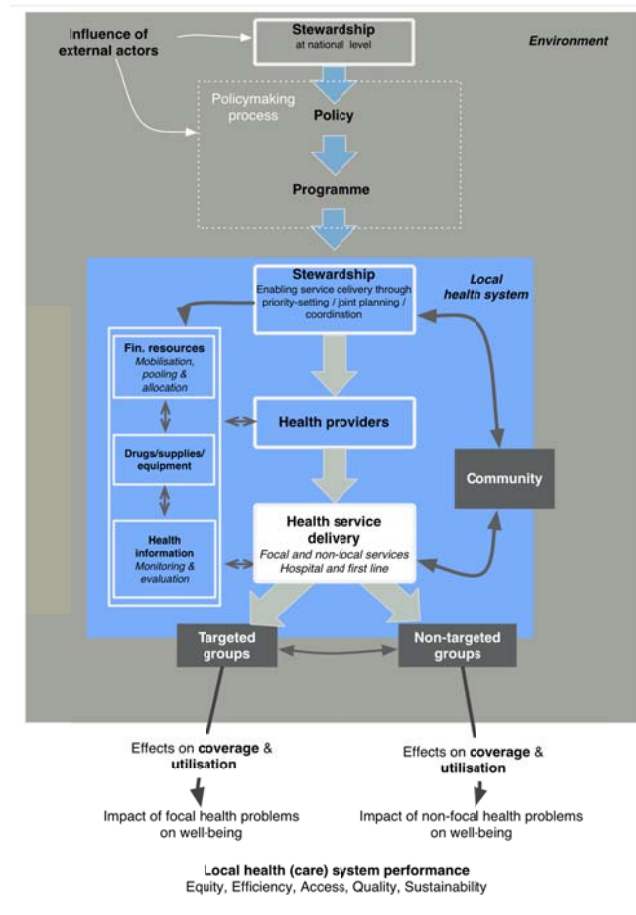 Influence of
external actors
Stewardship
at national level
Environment
Policymaking
process
Policy
Programme
Stewardship
Enabling service celivery through
priority-setting / joint planning /
coordination
Local
health system
Fin. resources
Mobilisation,
pooling &
allocation
Health providers
Drugs/supplies/
equipment
Community
Health
information
Monitoring &
evaluation
Health service
delivery
Focal and non-local services
Hospital and first line
Targeted
groups
Non-targeted
groups
Effects on coverage &
utilisation
Effects on coverage &
utilisation
Impact of focal health problems
on well-being
Impact of non-focal health problems
on well-being
Local health (care) system performance
Equity, Efficiency, Access, Quality, Sustainability